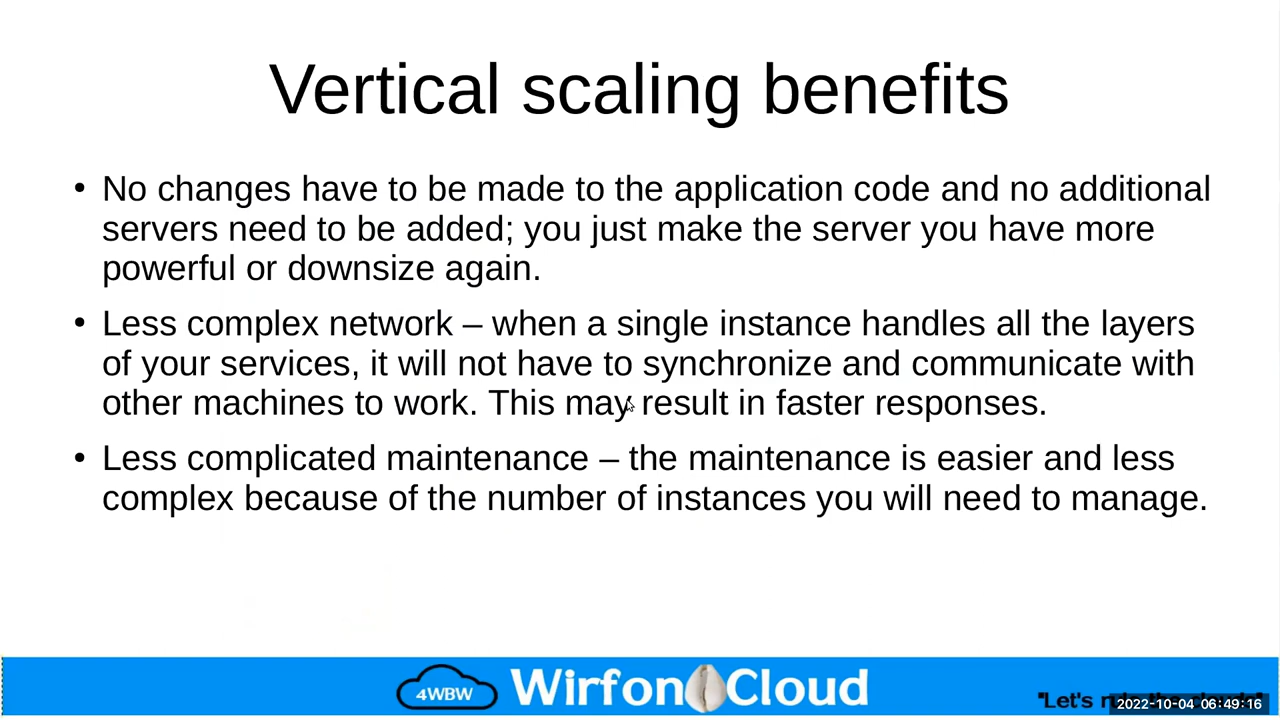 Vertical scaling benefits
• No changes have to be made to the application code and no additional
servers need to be added; you just make the server you have more
powerful or downsize again.
• Less complex network – when a single instance handles all the layers
of your services, it will not have to synchronize and communicate with
other machines to work. This may result in faster responses.
• Less complicated maintenance – the maintenance is easier and less
complex because of the number of instances you will need to manage.
4WBW Wirfon Cloud
"Let's
2022-10-04 06:49:16